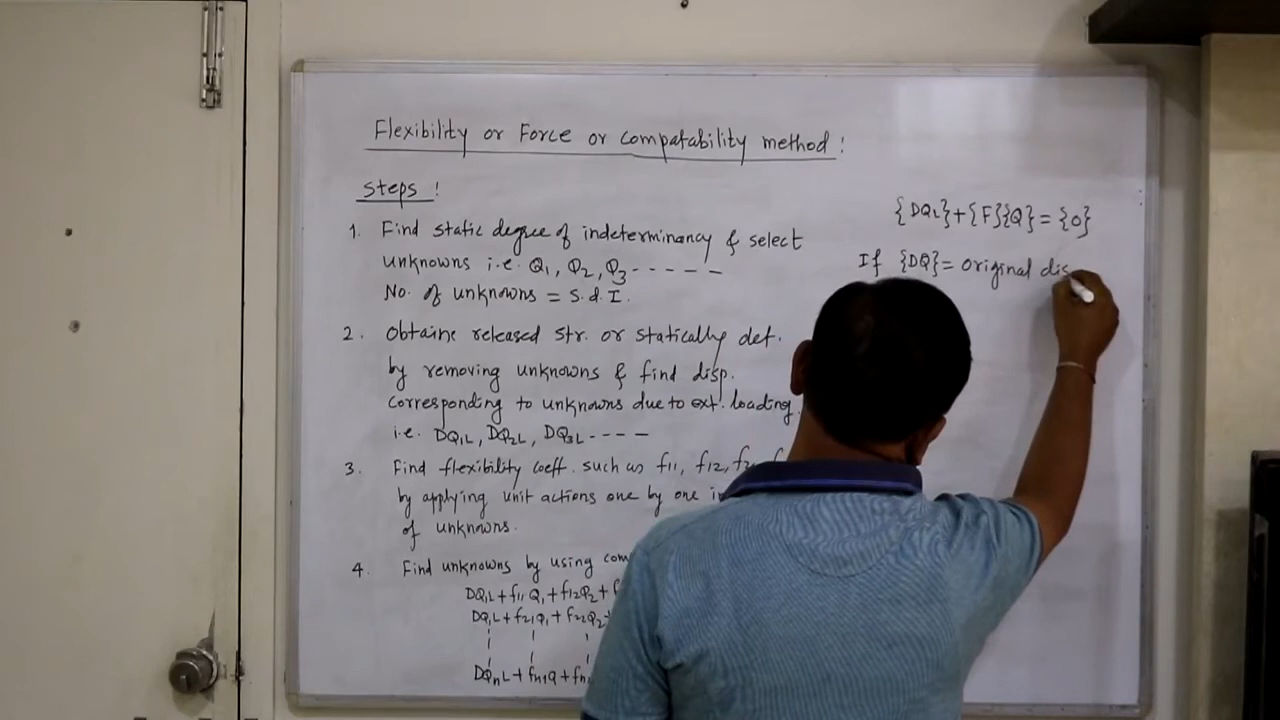 Flexibility or Force or compatability method :
Steps :
1. Find static degree of indeterminancy & select
unknowns i.e. Q1, Q2, Q3 - - - - -
No. of unknowns = S.d.I.
2. Obtaine released str. or statically det.
by removing unknowns & find disp.
corresponding to unknowns due to ext. loading.
i.e. DQ1L, DQ2L, DQ3L - - - -
3. Find flexibility coeff. such as f11, f12,
by applying unit actions one by one
of unknowns.
4. Find unknowns by using
DQ1L + f11 Q1 + f12 Q2 +
DQ1L + f21 Q1 + f22 Q2
DQnL + fn1 Q +
{DQL} + {F}{Q} = {0}
If {DQ} = Original dis